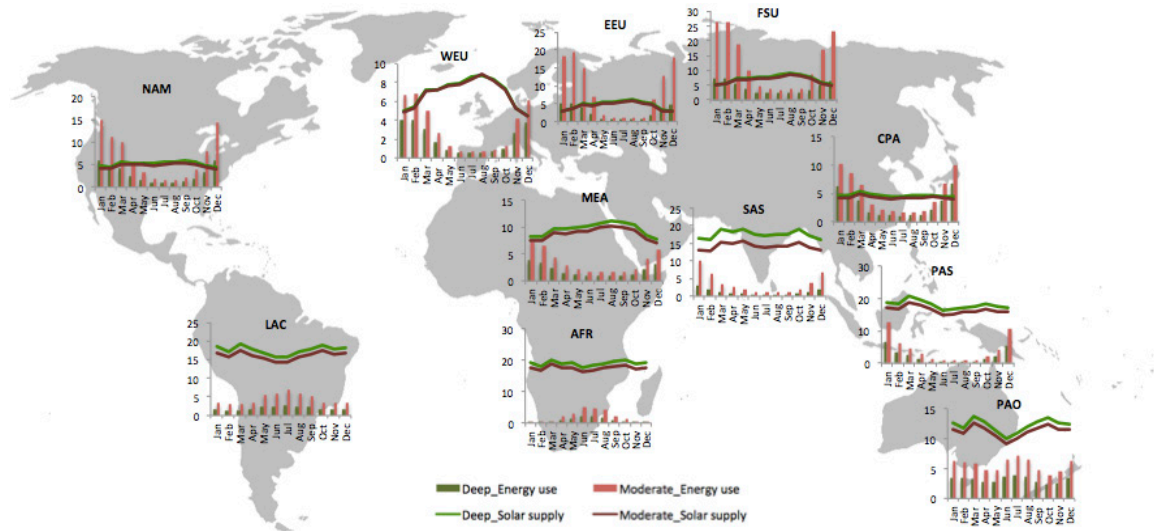 NAM
25
20
15
10
5
0
Jan Feb Mar Apr May Jun Jul Aug Sep Oct Nov Dec
WEU
10
8
6
4
2
0
Jan Feb Mar Apr May Jun Jul Aug Sep Oct Nov Dec
EEU
25
20
15
10
5
0
Jan Feb Mar Apr May Jun Jul Aug Sep Oct Nov Dec
FSU
30
25
20
15
10
5
0
Jan Feb Mar Apr May Jun Jul Aug Sep Oct Nov Dec
CPA
15
10
5
0
Jan Feb Mar Apr May Jun Jul Aug Sep Oct Nov Dec
MEA
15
10
5
0
Jan Feb Mar Apr May Jun Jul Aug Sep Oct Nov Dec
SAS
25
20
15
10
5
0
Jan Feb Mar Apr May Jun Jul Aug Sep Oct Nov Dec
PAS
30
20
10
0
Jan Feb Mar Apr May Jun Jul Aug Sep Oct Nov Dec
LAC
25
20
15
10
5
0
Jan Feb Mar Apr May Jun Jul Aug Sep Oct Nov Dec
AFR
30
20
10
0
Jan Feb Mar Apr May Jun Jul Aug Sep Oct Nov Dec
PAO
15
10
5
0
Jan Feb Mar Apr May Jun Jul Aug Sep Oct Nov Dec
Deep_Energy use
Moderate_Energy use
Deep_Solar supply
Moderate_Solar supply